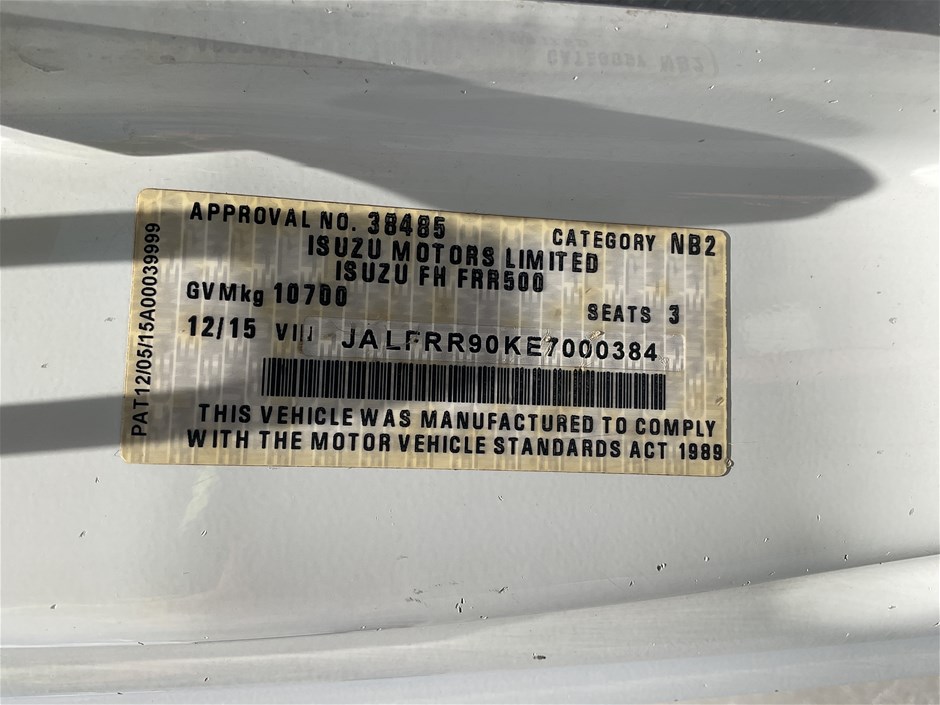 APPROVAL NO. 38485
CATEGORY NB2
ISUZU MOTORS LIMITED
ISUZU FH FRR500
GVMkg 10700
SEATS 3
12/15 VIN JALFRR90KE7000384
THIS VEHICLE WAS MANUFACTURED TO COMPLY
WITH THE MOTOR VEHICLE STANDARDS ACT 1989
PAT12/05/15A00039999